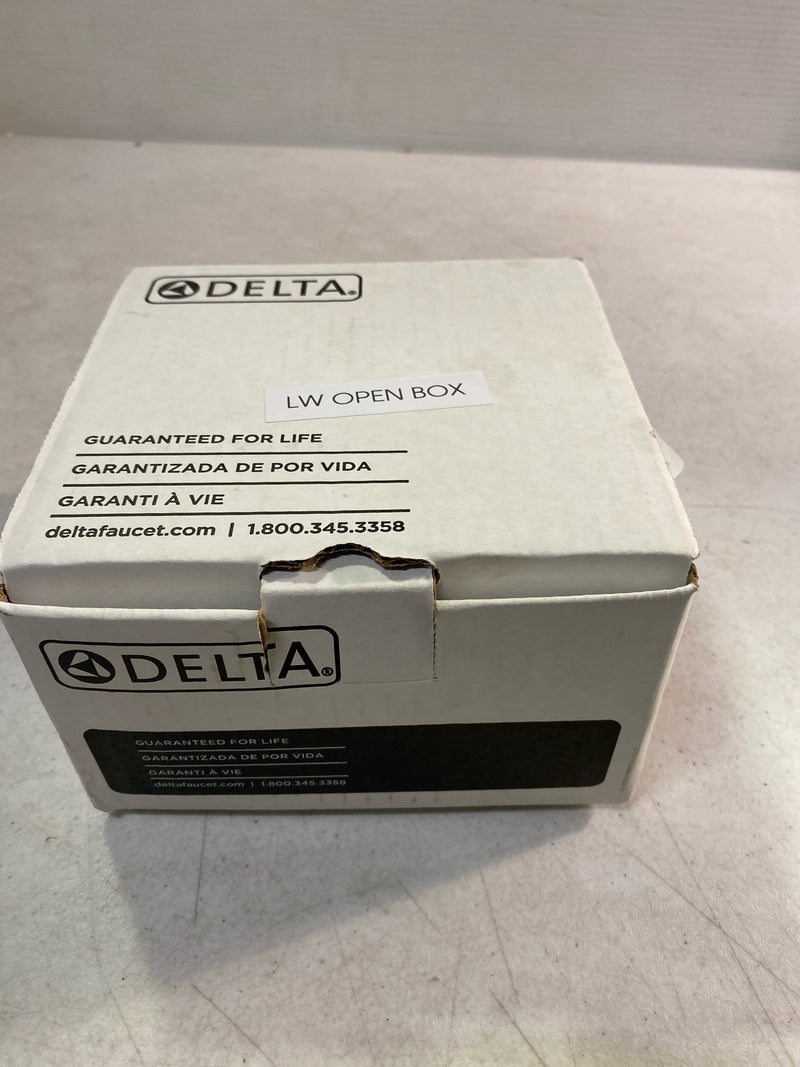 DELTA®
LW OPEN BOX
GUARANTEED FOR LIFE
GARANTIZADA DE POR VIDA
GARANTI À VIE
deltafaucet.com | 1.800.345.3358
DELTA®
GUARANTEED FOR LIFE
GARANTIZADA DE POR VIDA
GARANTI À VIE
deltafaucet.com | 1.800.345.3358